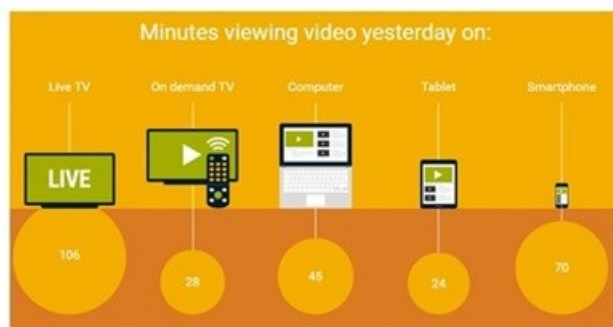 Minutes viewing video yesterday on:
Live TV On demand TV Computer Tablet Smartphone
LIVE
106 28 45 24 70